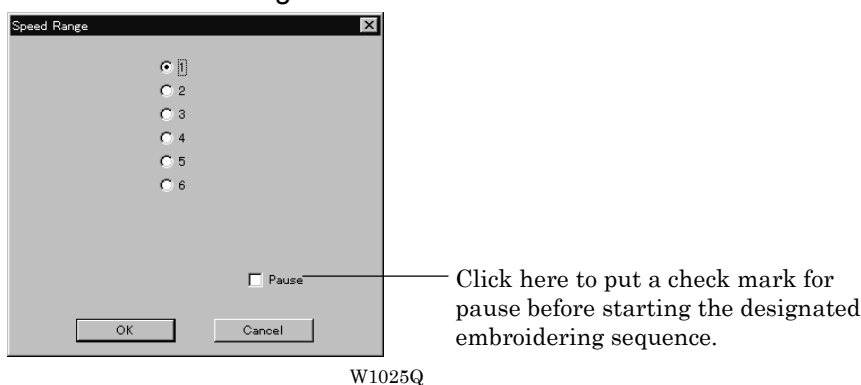 Speed Range
1
2
3
4
5
6
Pause
OK Cancel
Click here to put a check mark for
pause before starting the designated
embroidering sequence.
W1025Q